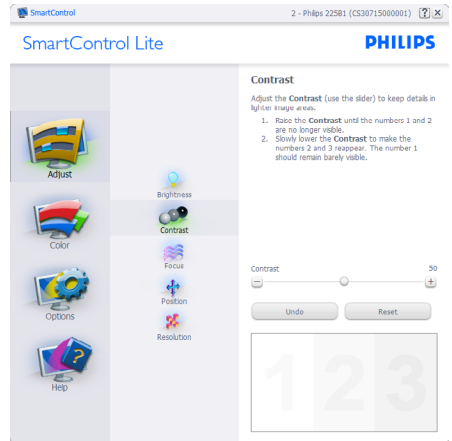 SmartControl
2 - Philips 225B1 (CS30715000001)
SmartControl Lite
PHILIPS
Adjust
Color
Options
Help
Brightness
Contrast
Focus
Position
Resolution
Contrast
Adjust the Contrast (use the slider) to keep details in
lighter image areas.
1. Raise the Contrast until the numbers 1 and 2
are no longer visible.
2. Slowly lower the Contrast to make the
numbers 2 and 3 reappear. The number 1
should remain barely visible.
Contrast 50
Undo Reset
1 2 3